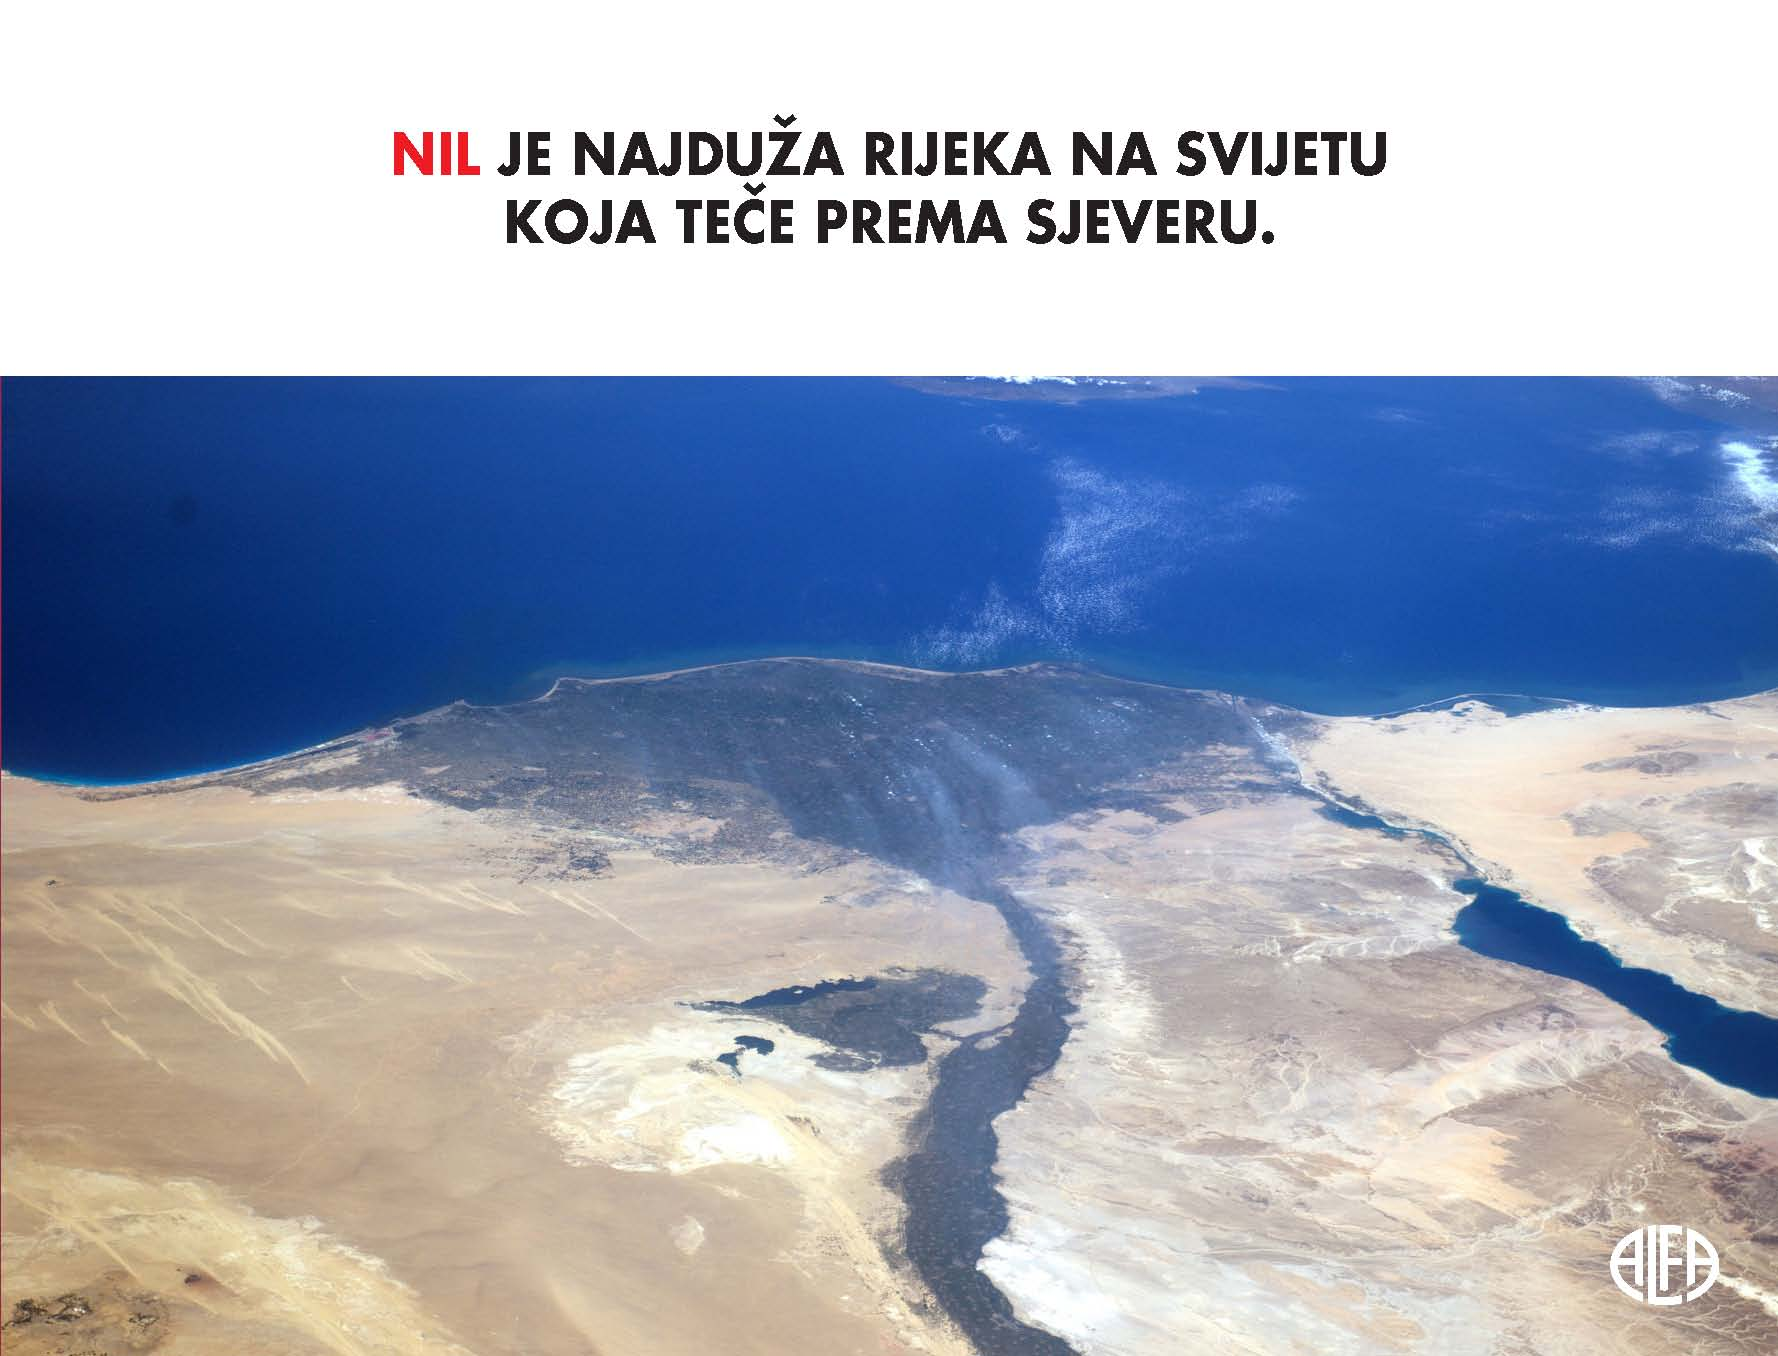 NIL JE NAJDUŽA RIJEKA NA SVIJETU
KOJA TEČE PREMA SJEVERU.
ALFA